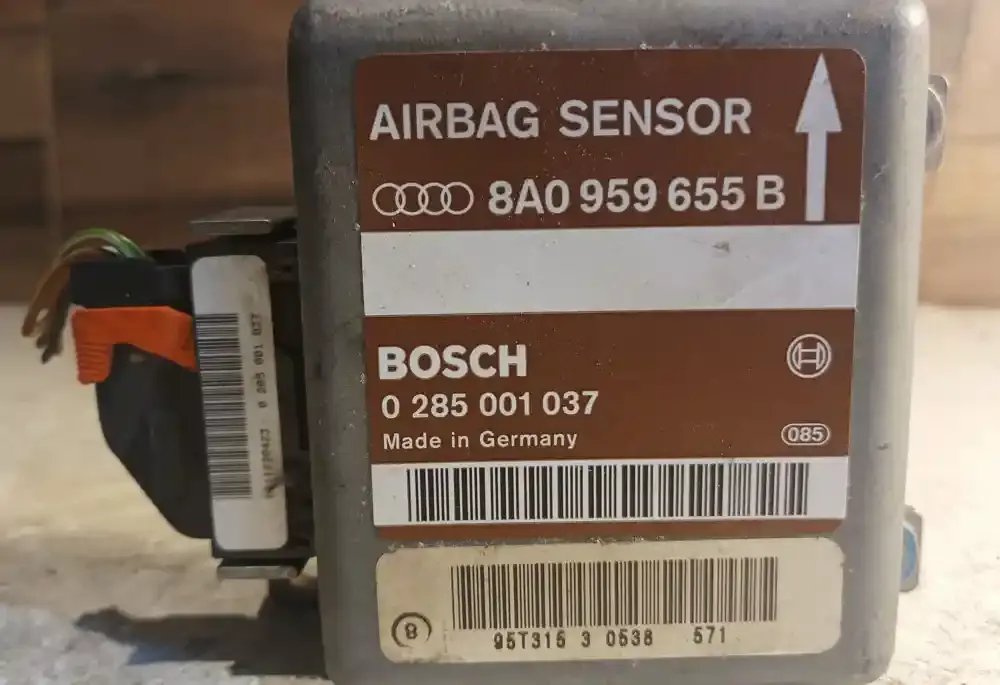 AIRBAG SENSOR
8A0 959 655 B
BOSCH
0 285 001 037
Made in Germany
085
8
95T315 3 0538 571
0 285 001 037